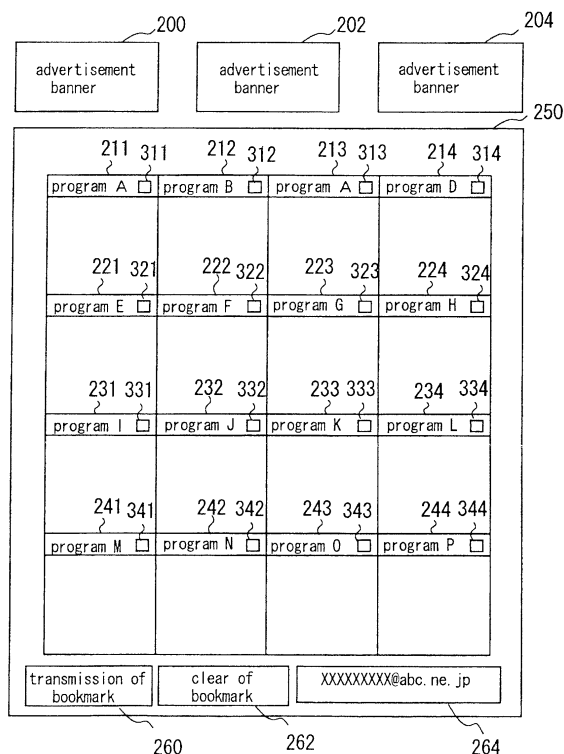 200 202 204
advertisement banner
advertisement banner
advertisement banner
250
211 311 212 312 213 313 214 314
program A program B program A program D
221 321 222 322 223 323 224 324
program E program F program G program H
231 331 232 332 233 333 234 334
program I program J program K program L
241 341 242 342 243 343 244 344
program M program N program O program P
transmission of bookmark
clear of bookmark
XXXXXXXXX@abc.ne.jp
260 262 264